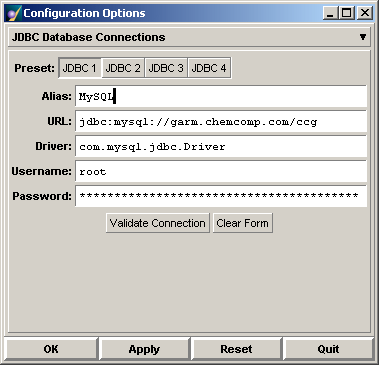 Configuration Options
JDBC Database Connections
Preset: JDBC 1 JDBC 2 JDBC 3 JDBC 4
Alias: MySQL
URL: jdbc:mysql://garm.chemcomp.com/ccg
Driver: com.mysql.jdbc.Driver
Username: root
Password: ****************************************
Validate Connection Clear Form
OK Apply Reset Quit